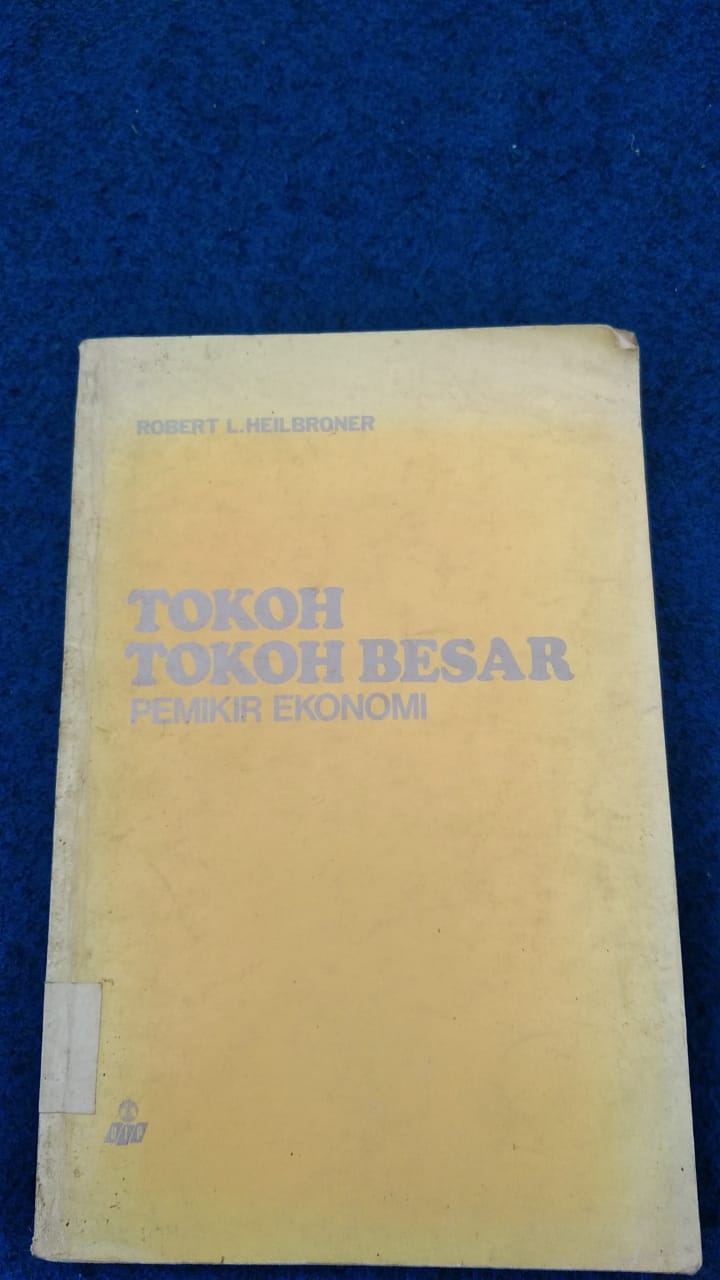 ROBERT L.HEILBRONER
TOKOH
TOKOH BESAR
PEMIKIR EKONOMI